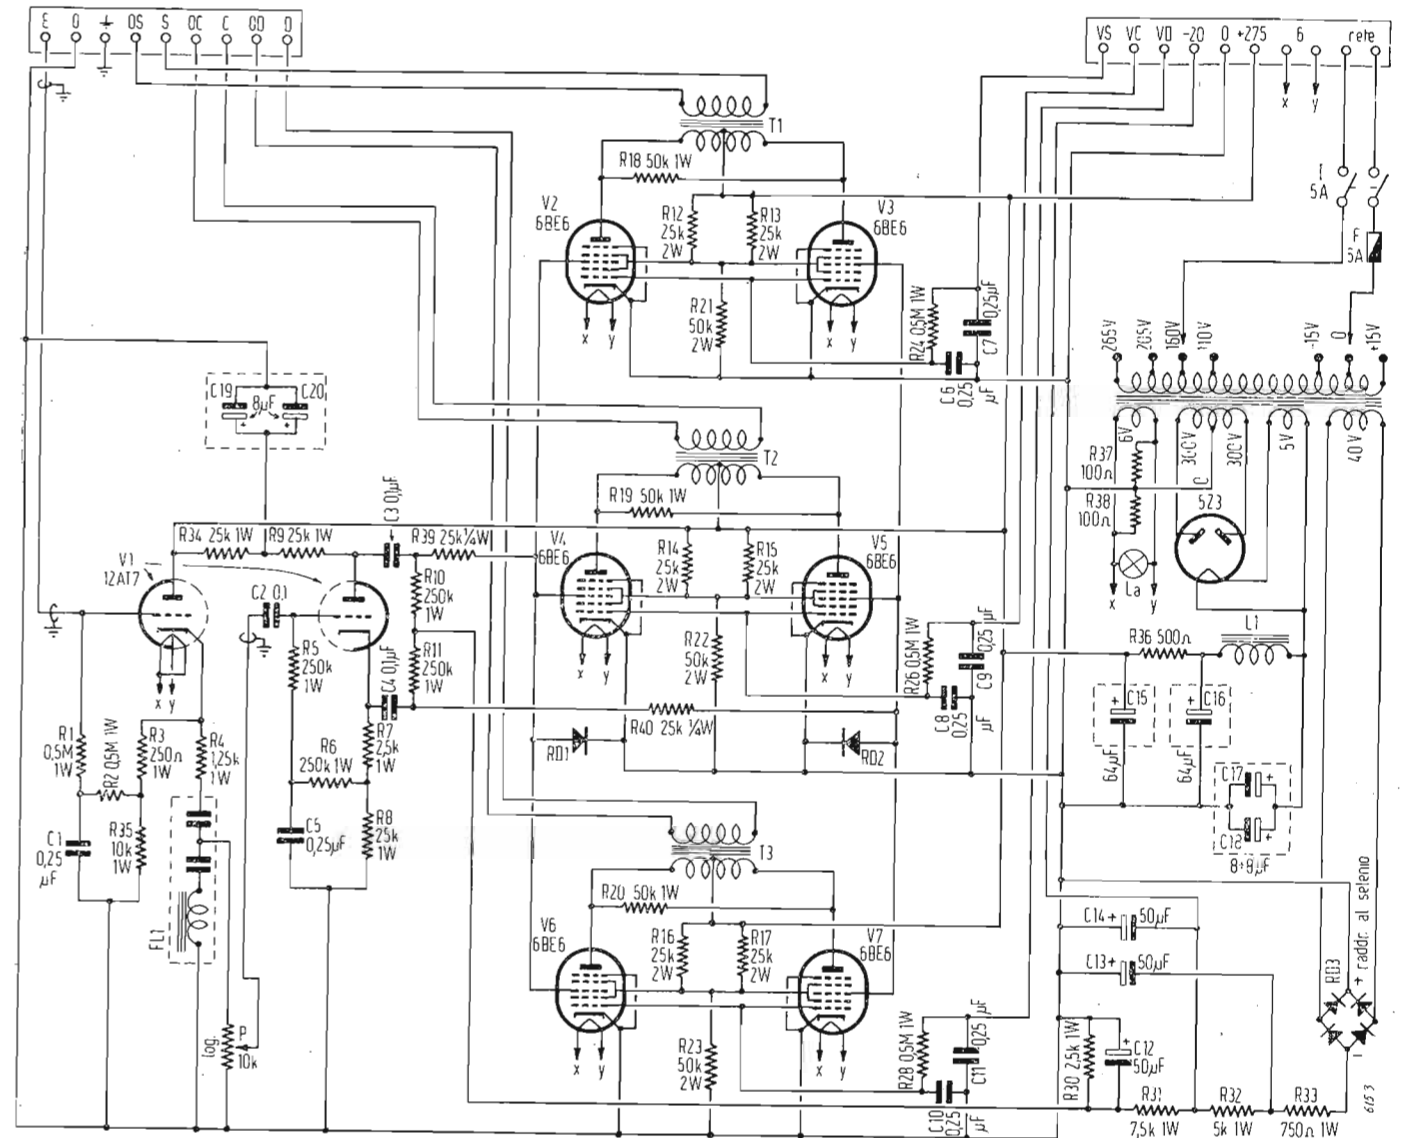 E 0 OS S OC C OD D
VS VC VD -20 0 +275 6 rete
x y
I
5A
F
5A
T1
R18 50k 1W
V2
6BE6
R12
25k
2W
R13
25k
2W
V3
6BE6
R21
50k
2W
x y
x y
R24 0,5M 1W
0,25µF
C7
C6
0,25
µF
265V 205V 160V 110V -15V 0 +15V
6V 300V 300V 5V 40V
C19 8µF C20
T2
R37
100Ω
R38
100Ω
C
5Z3
La
x y
R19 50k 1W
R34 25k 1W R9 25k 1W
C3 0,1µF
R39 25k ¼W
V4
6BE6
R14
25k
2W
R15
25k
2W
V5
6BE6
V1
12AT7
C2 0,1
R10
250k
1W
R5
250k
1W
R11
250k
1W
C4 0,1µF
x y
x y
x y
R22
50k
2W
R26 0,5M 1W
0,25 µF
C9
C8
0,25
µF
R36 500Ω
L1
C15
64µF
C16
64µF
C17
C18
8+8µF
R40 25k ¼W
RD1
RD2
R1
0,5M
1W
R2 0,5M 1W
R3
250Ω
1W
R4
1,25k
1W
R6
250k 1W
R7
2,5k
1W
C1
0,25
µF
R35
10k
1W
C5
0,25µF
R8
25k
1W
FL1
T3
R20 50k 1W
V6
6BE6
R16
25k
2W
R17
25k
2W
V7
6BE6
x y
x y
R23
50k
2W
log.
P
10k
R28 0,5M 1W
0,25 µF
C11
C10
0,25
µF
C14 + 50µF
C13 + 50µF
R30 2,5k 1W
C12
50µF
R31
7,5k 1W
R32
5k 1W
R33
750Ω 1W
RD3
+ raddr. al selenio
-
615 3